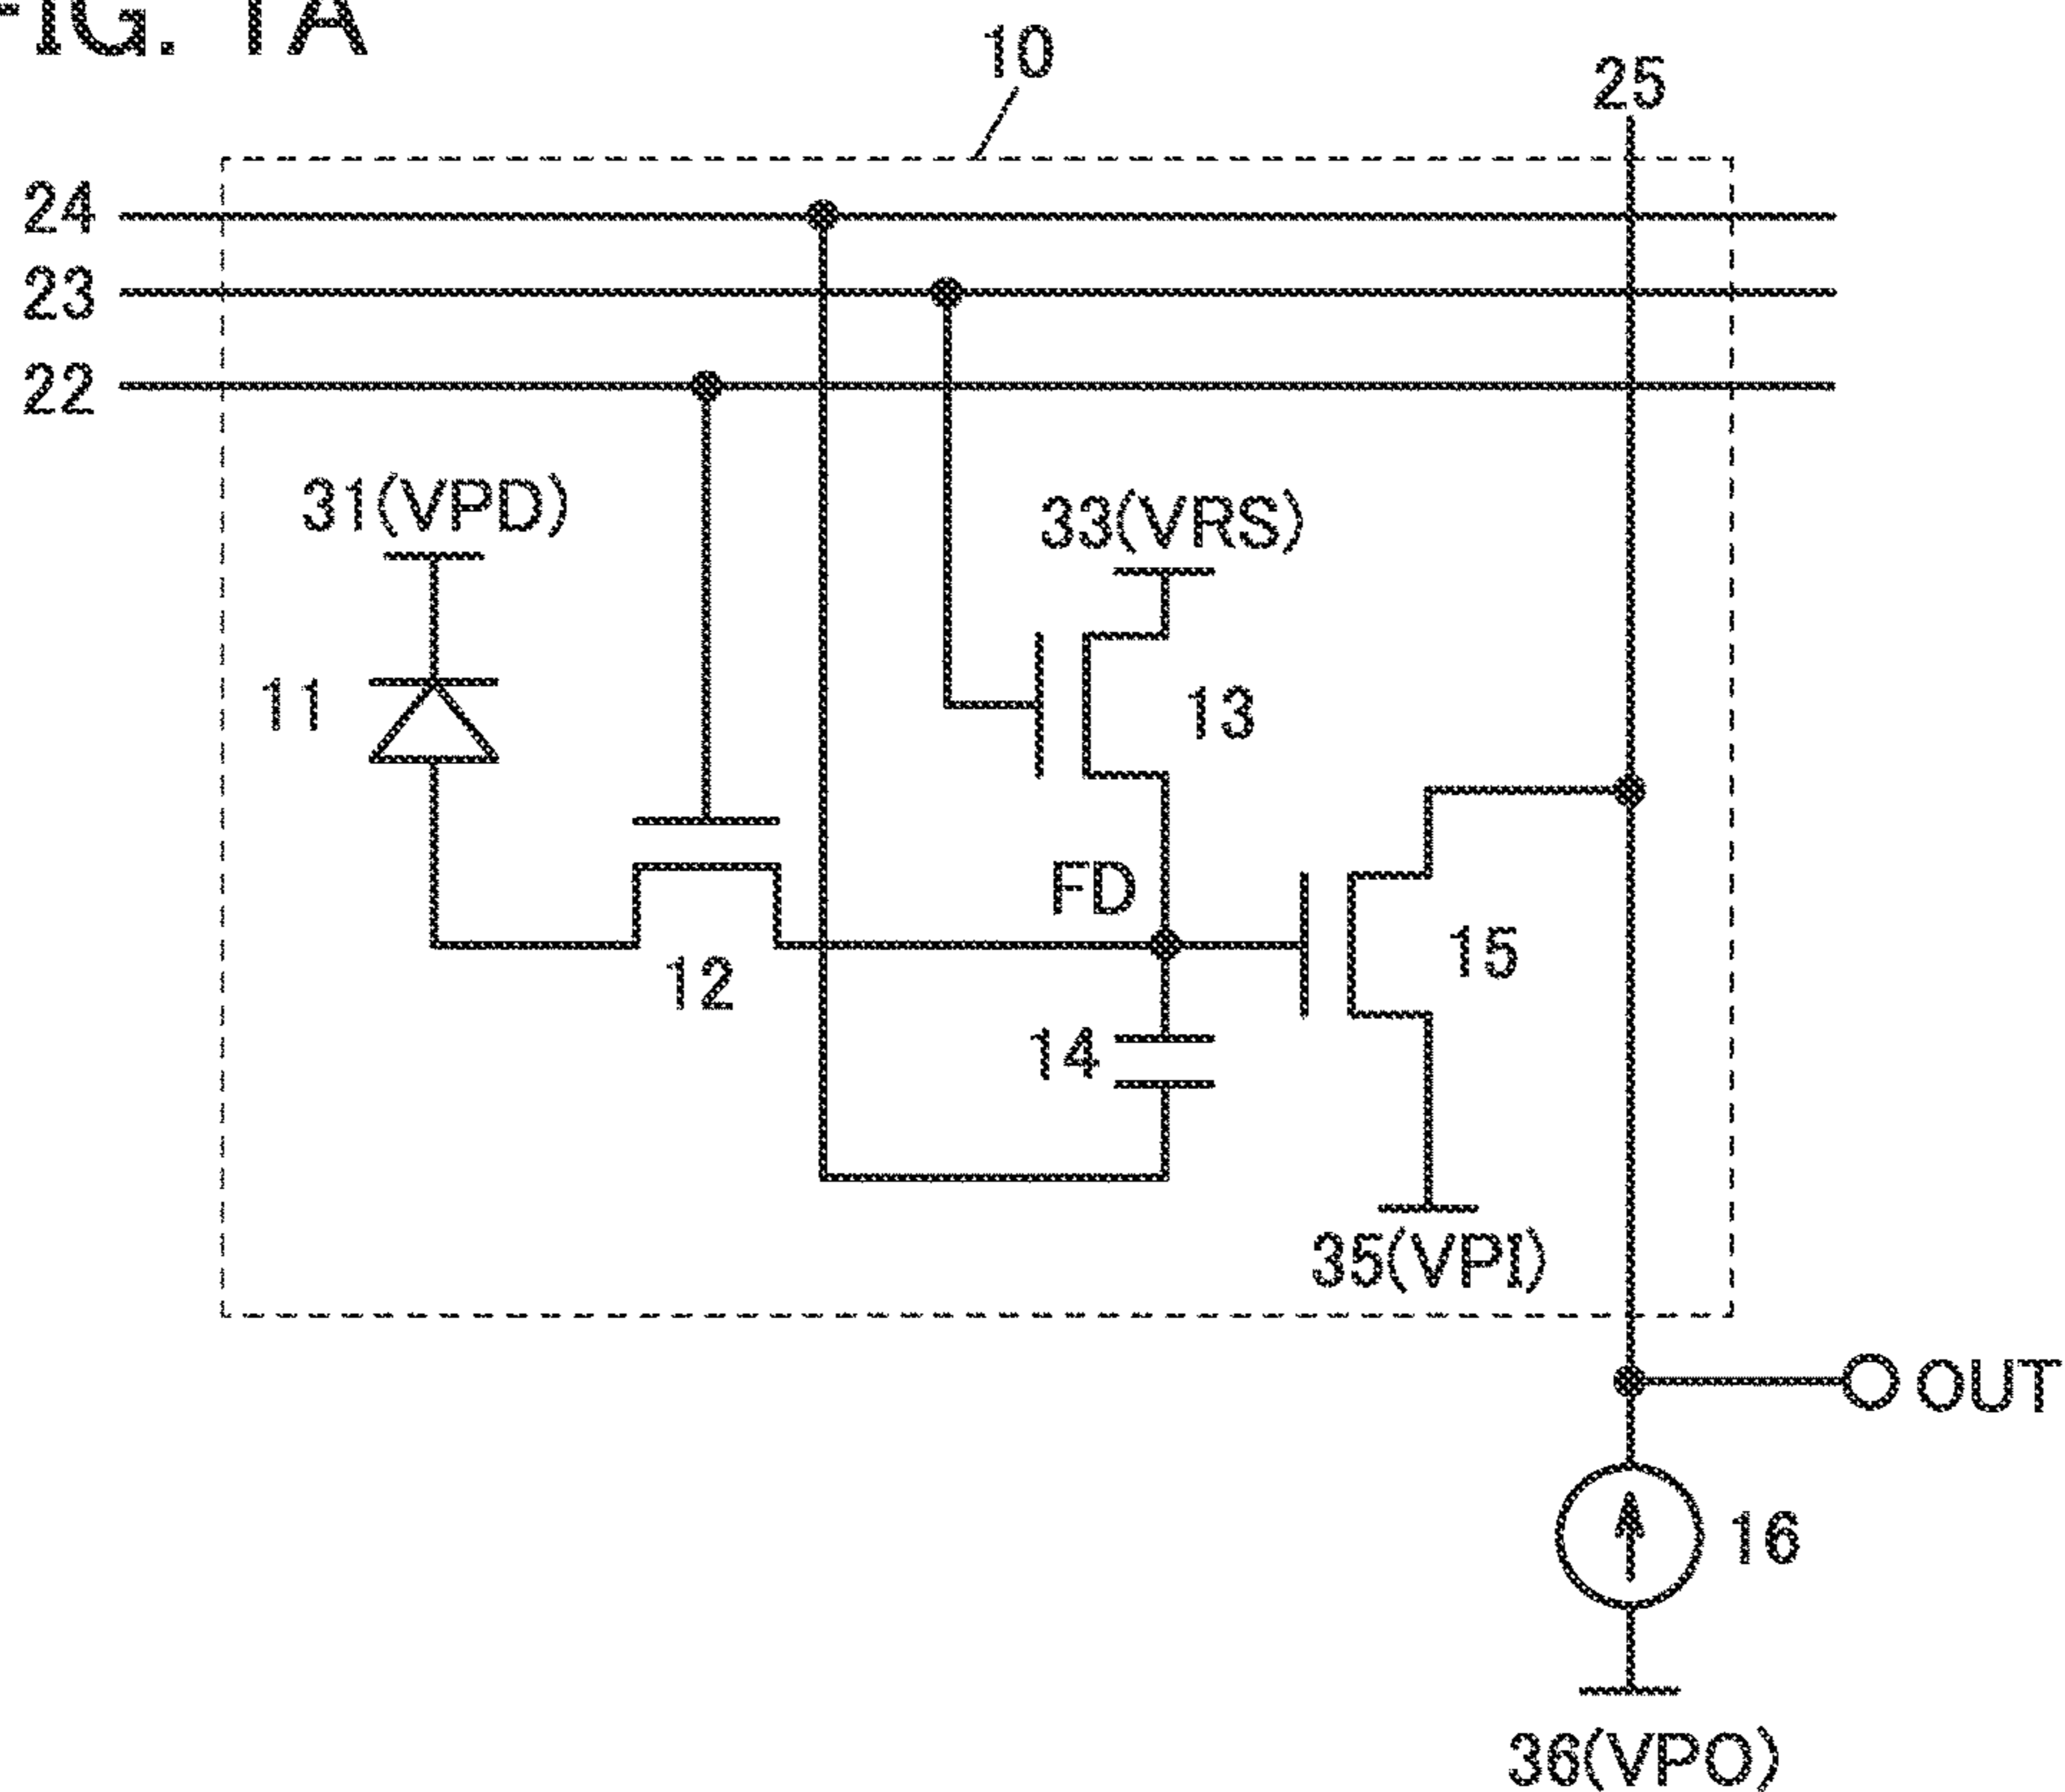 FIG. 1A
10
25
24
23
22
31(VPD)
33(VRS)
11
13
FD
15
12
14
35(VPI)
OUT
16
36(VPO)